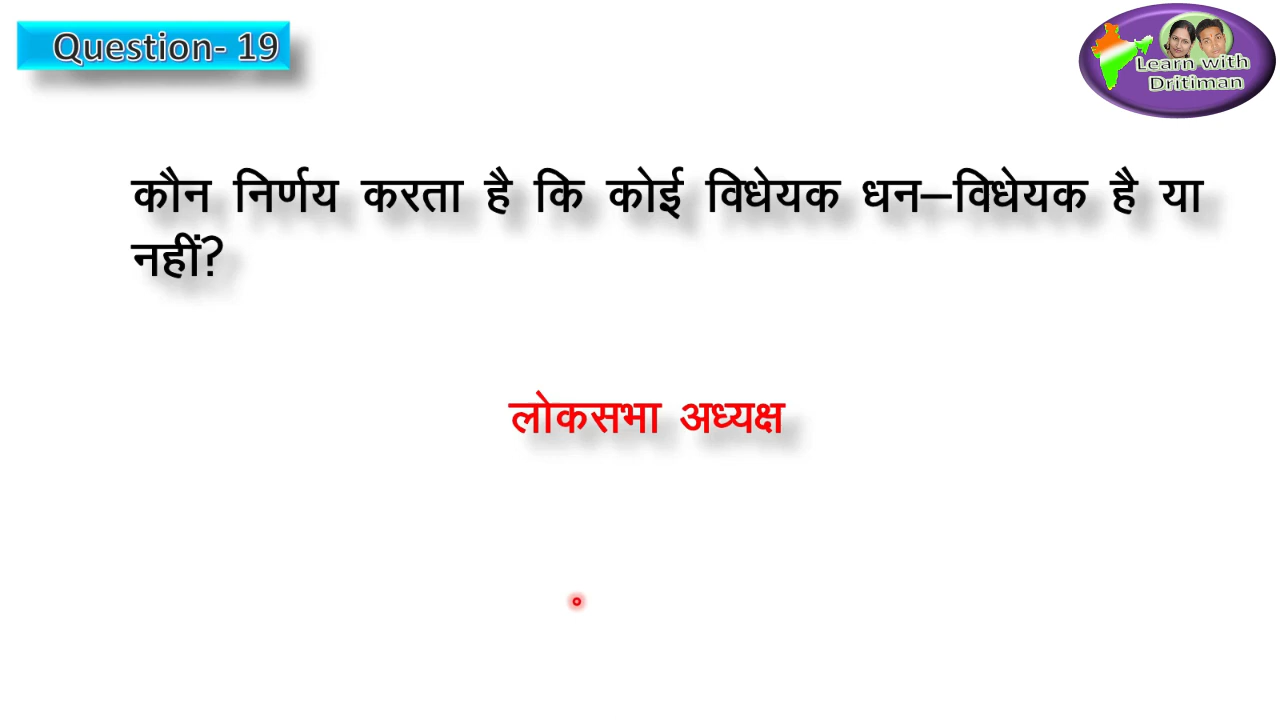 Question- 19
Learn with
Dritiman
कौन निर्णय करता है कि कोई विधेयक धन–विधेयक है या
नहीं?
लोकसभा अध्यक्ष